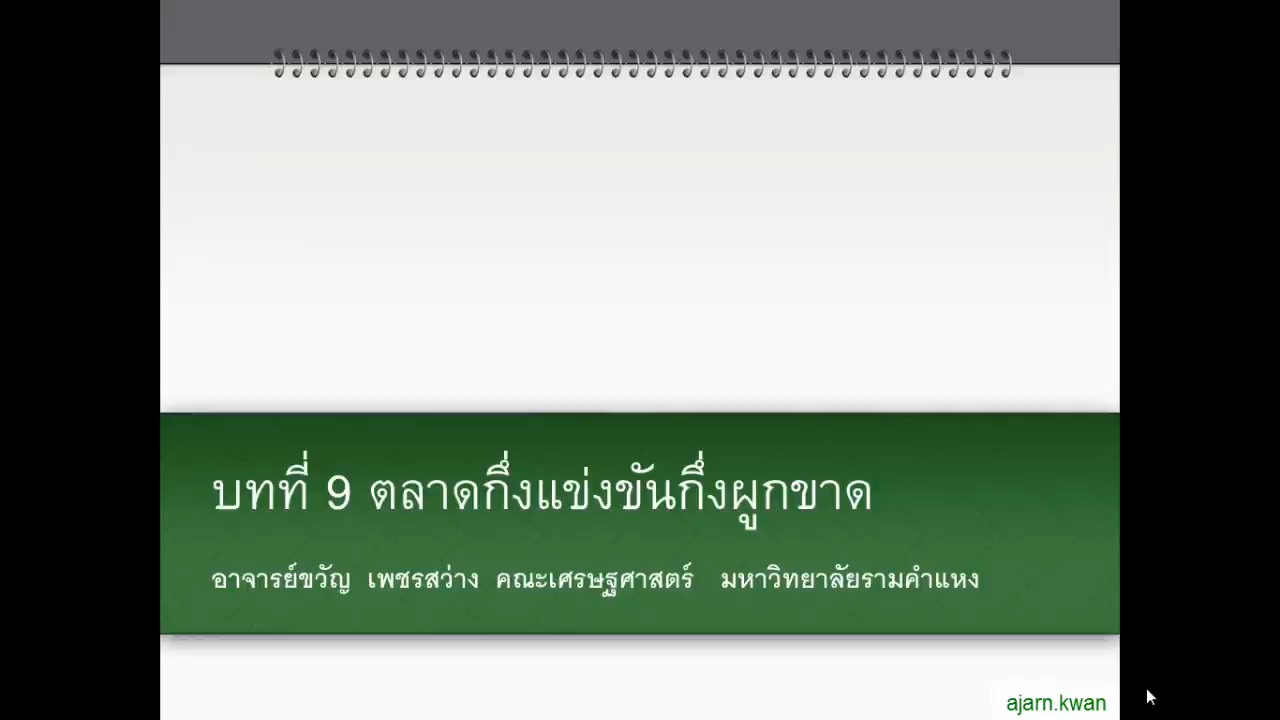 บทที่ 9 ตลาดกึ่งแข่งขันกึ่งผูกขาด
อาจารย์ขวัญ เพชรสว่าง คณะเศรษฐศาสตร์ มหาวิทยาลัยรามคำแหง
ajarn.kwan